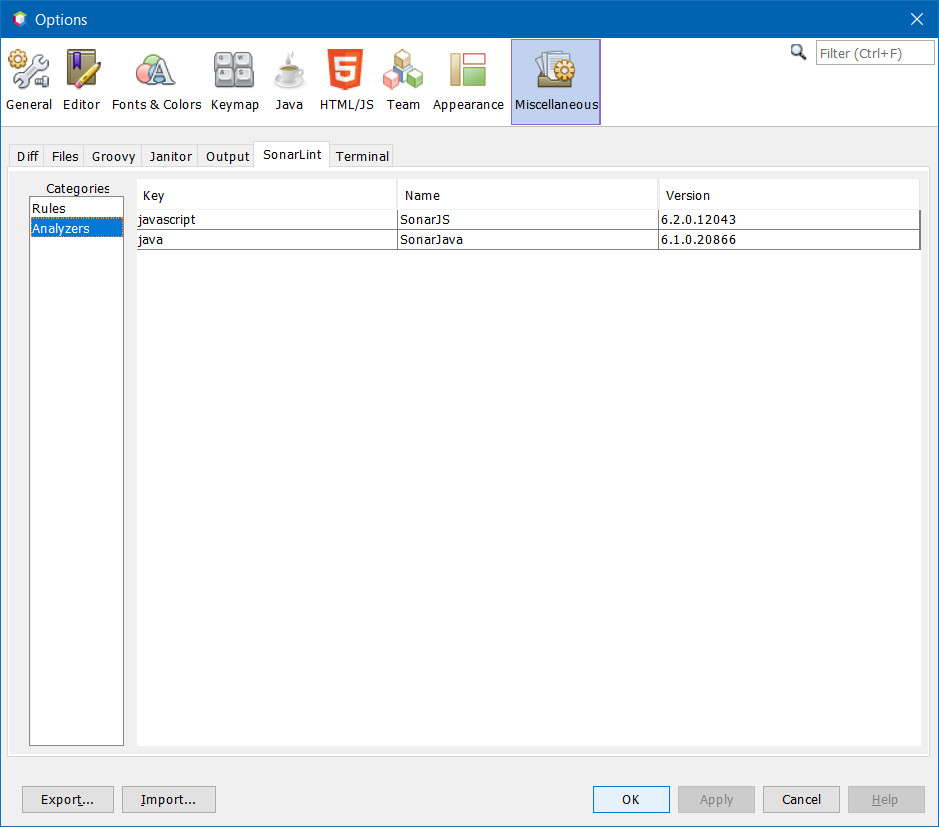 Options
Filter (Ctrl+F)
General Editor Fonts & Colors Keymap Java HTML/JS Team Appearance Miscellaneous
Diff Files Groovy Janitor Output SonarLint Terminal
Categories
Rules
Analyzers
Key Name Version
javascript SonarJS 6.2.0.12043
java SonarJava 6.1.0.20866
Export... Import... OK Apply Cancel Help